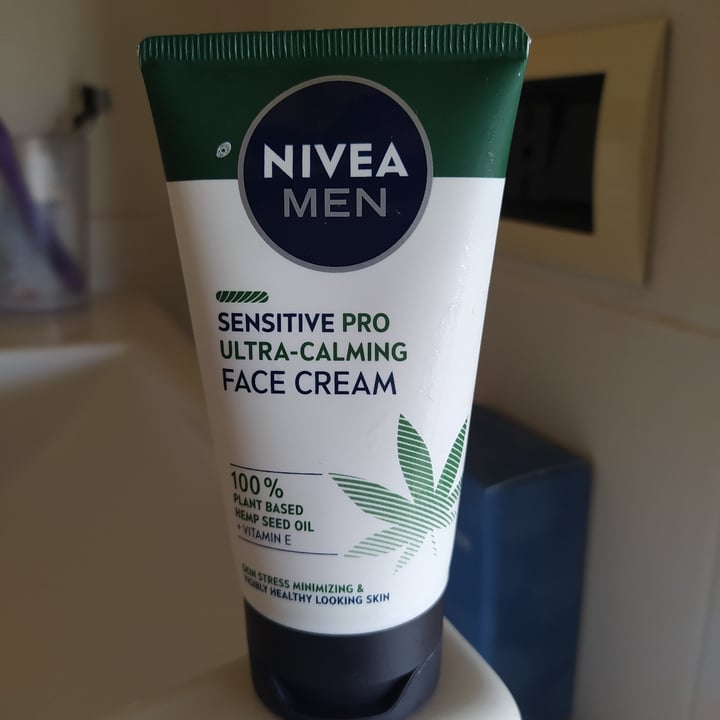 NIVEA
MEN
SENSITIVE PRO
ULTRA-CALMING
FACE CREAM
100%
PLANT BASED
HEMP SEED OIL
+ VITAMIN E
SKIN STRESS MINIMIZING &
VISIBLY HEALTHY LOOKING SKIN